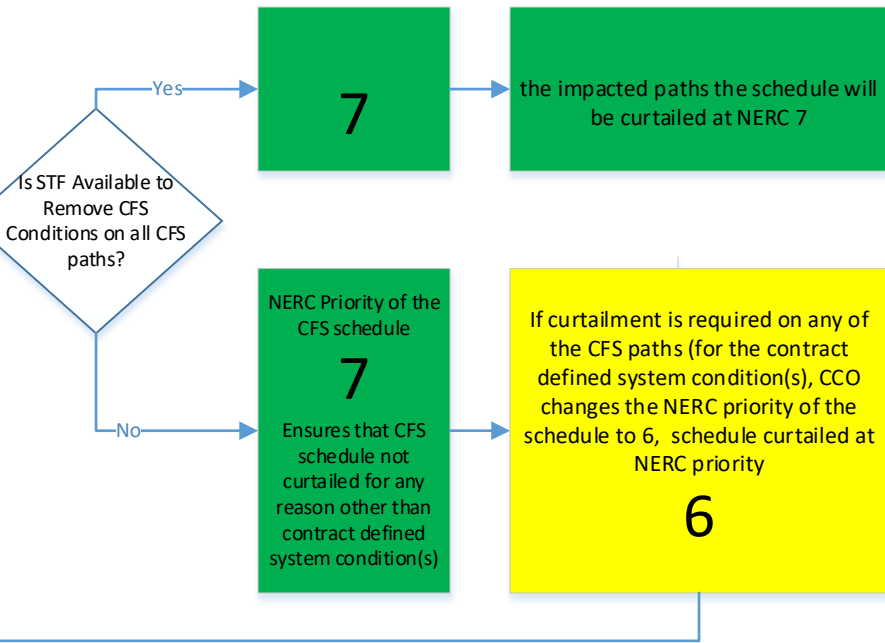 Yes
7
the impacted paths the schedule will
be curtailed at NERC 7
Is STF Available to
Remove CFS
Conditions on all CFS
paths?
No
NERC Priority of the
CFS schedule
7
Ensures that CFS
schedule not
curtailed for any
reason other than
contract defined
system condition(s)
If curtailment is required on any of
the CFS paths (for the contract
defined system condition(s), CCO
changes the NERC priority of the
schedule to 6, schedule curtailed at
NERC priority
6